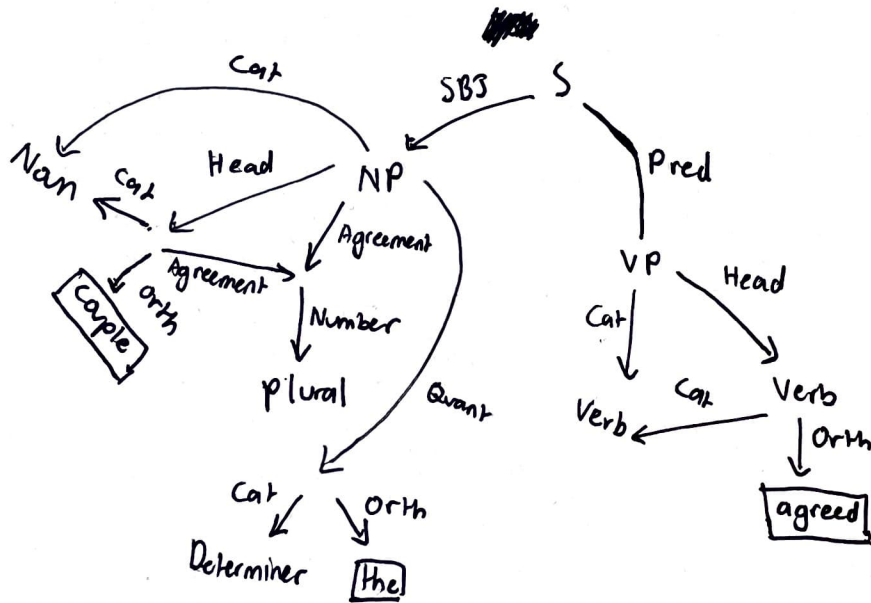 S
SBJ
Cat
Pred
Nan
Cat
Head
NP
Agreement
VP
Head
Agreement
Orth
Caple
Number
Cat
Plural
Quant
Verb
Cat
Verb
Orth
agreed
Cat
Orth
Determiner
the